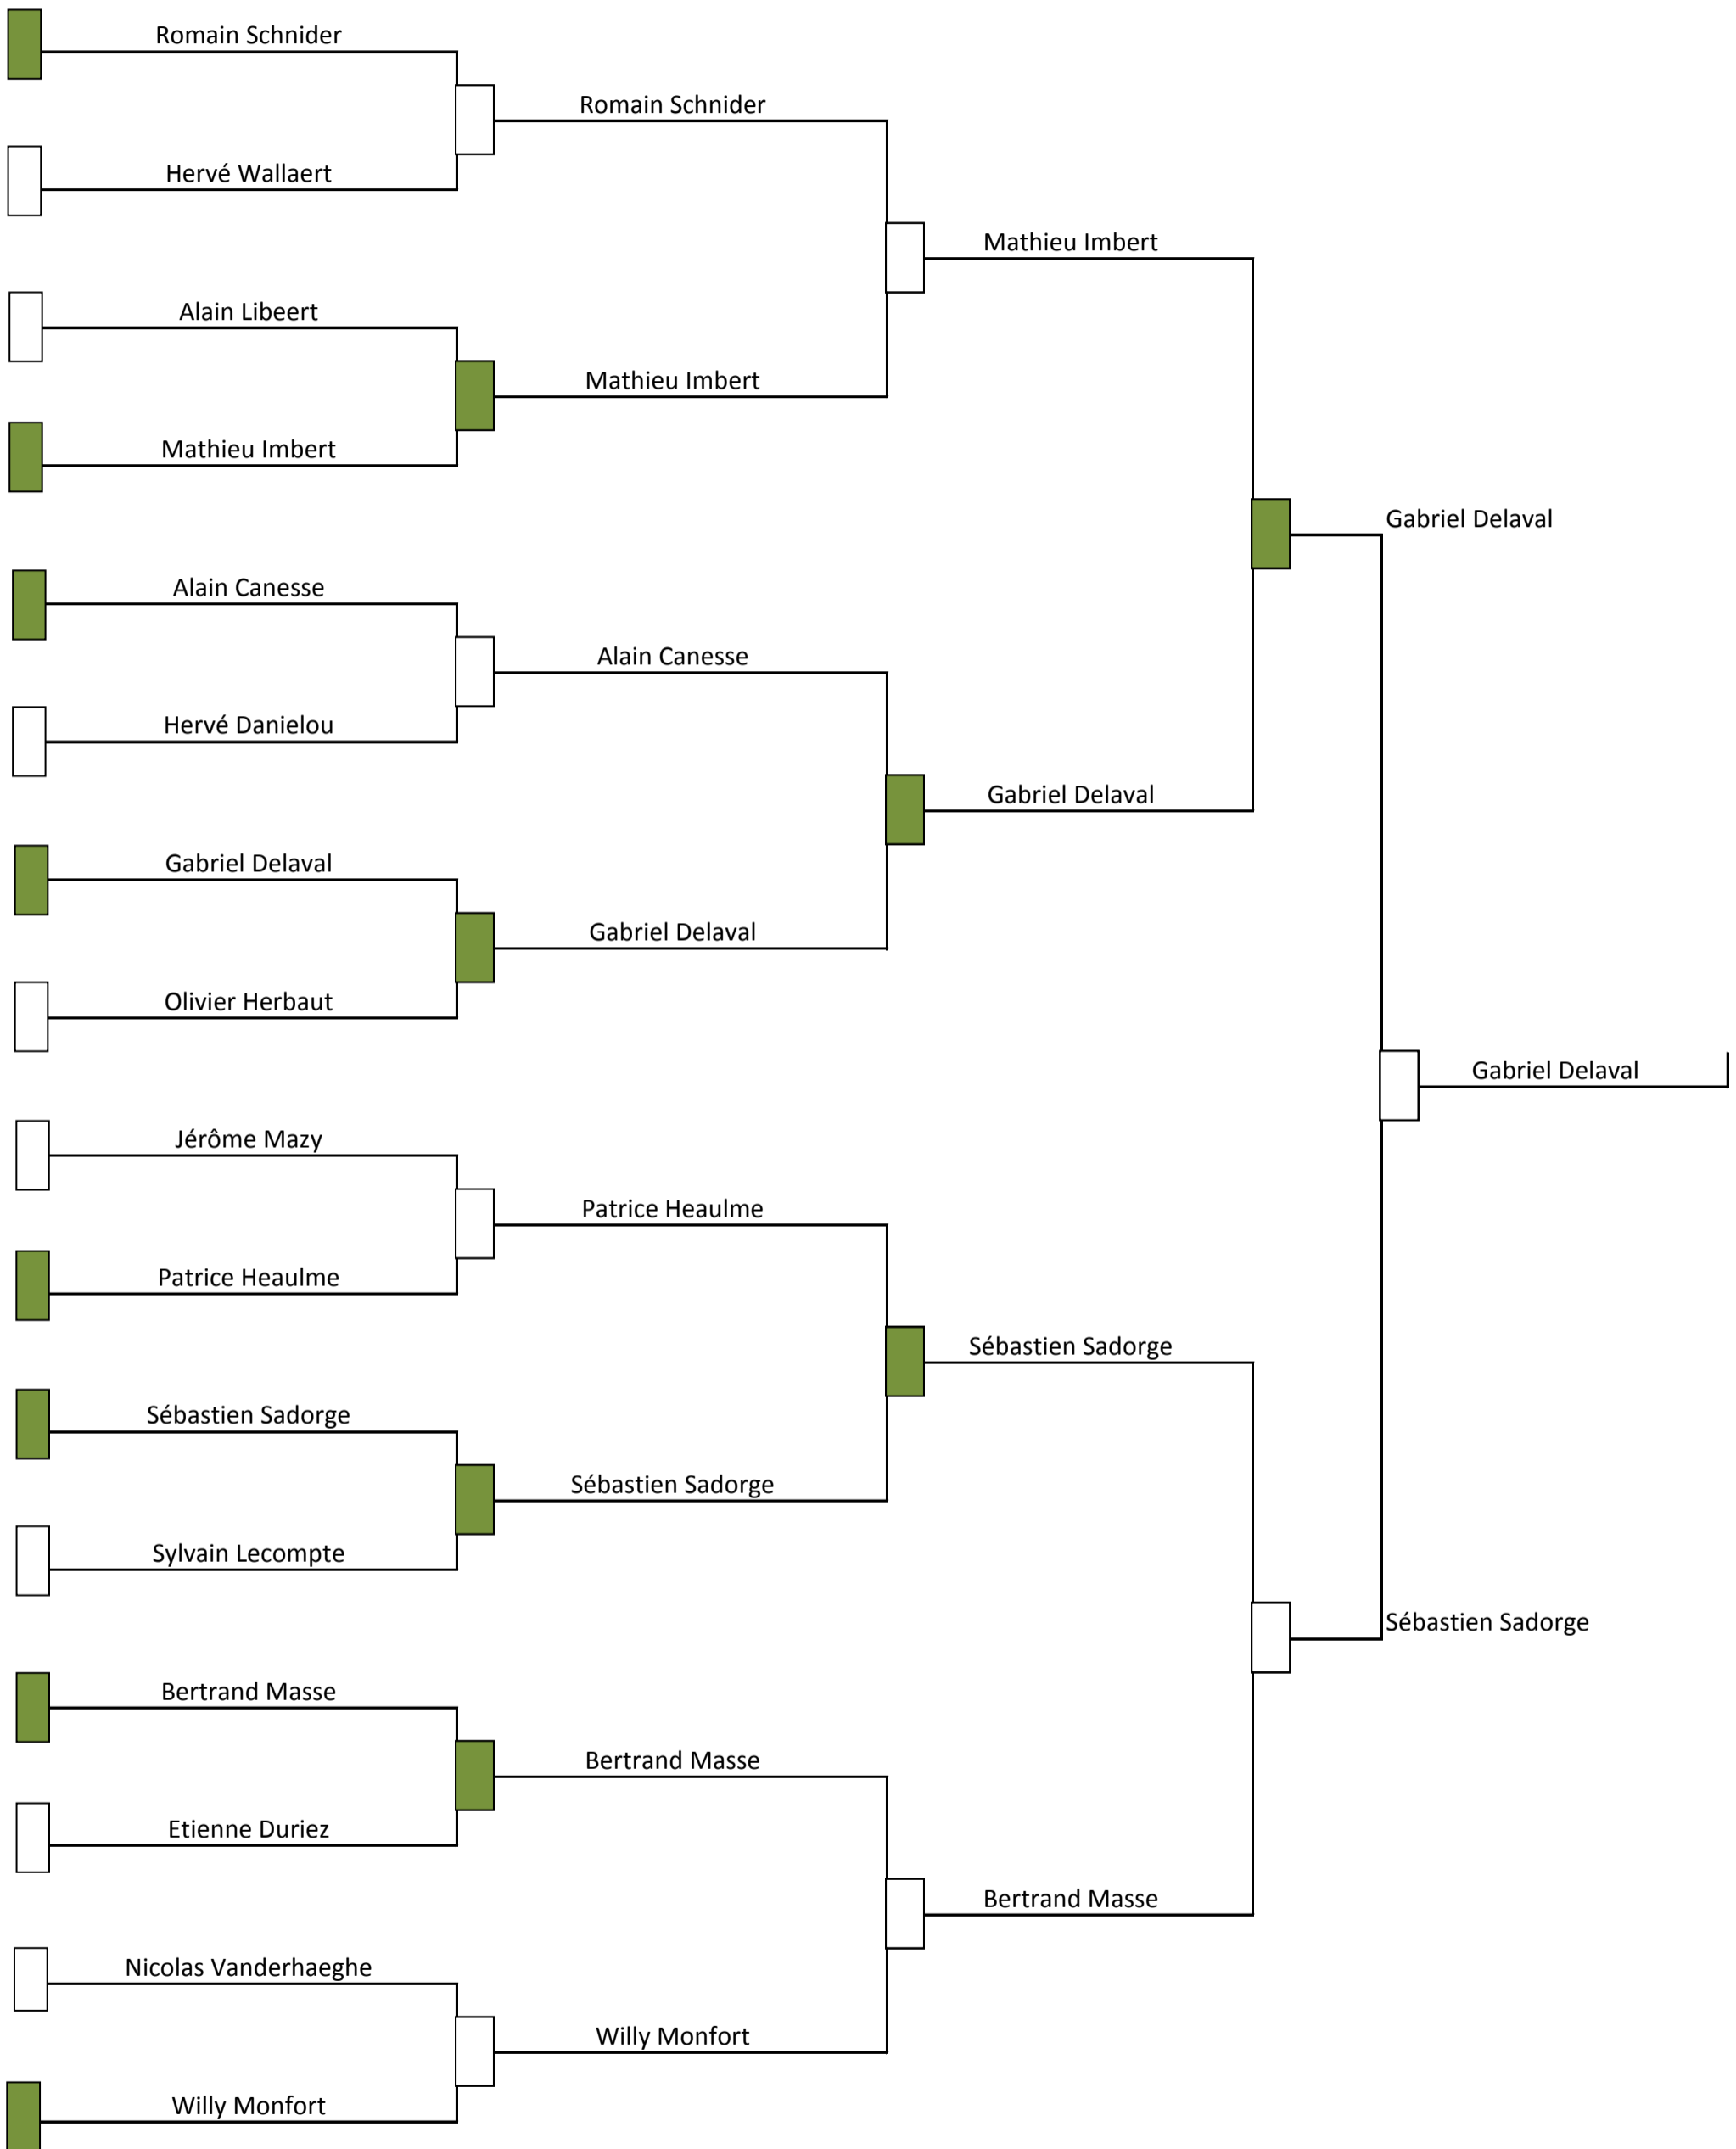 Romain Schnider
Romain Schnider
Hervé Wallaert
Mathieu Imbert
Alain Libeert
Mathieu Imbert
Mathieu Imbert
Gabriel Delaval
Alain Canesse
Alain Canesse
Hervé Danielou
Gabriel Delaval
Gabriel Delaval
Gabriel Delaval
Olivier Herbaut
Gabriel Delaval
Jérôme Mazy
Patrice Heaulme
Patrice Heaulme
Sébastien Sadorge
Sébastien Sadorge
Sébastien Sadorge
Sylvain Lecompte
Sébastien Sadorge
Bertrand Masse
Bertrand Masse
Etienne Duriez
Bertrand Masse
Nicolas Vanderhaeghe
Willy Monfort
Willy Monfort